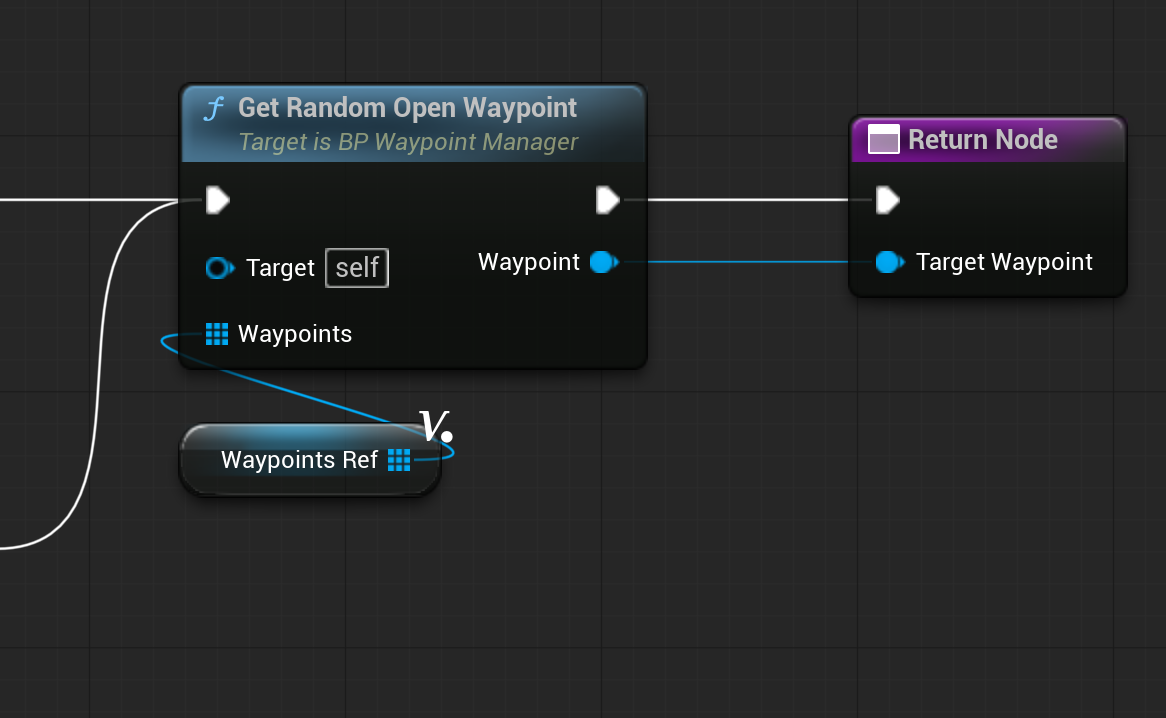 f Get Random Open Waypoint
Target is BP Waypoint Manager
Return Node
Target self
Waypoint
Target Waypoint
Waypoints
v.
Waypoints Ref